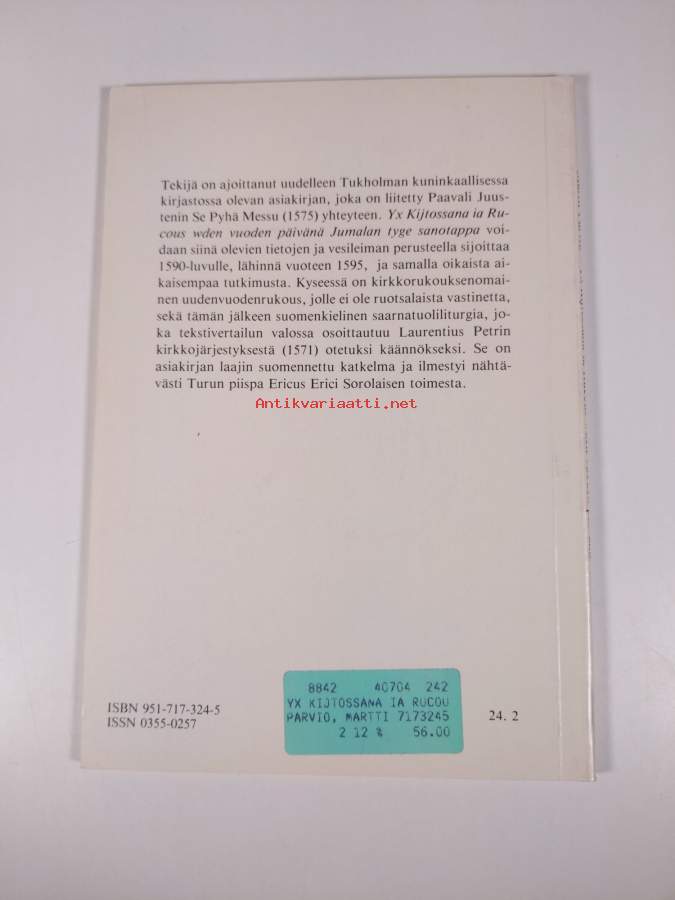 Tekijä on ajoittanut uudelleen Tukholman kuninkaallisessa
kirjastossa olevan asiakirjan, joka on liitetty Paavali Juus-
tenin Se Pyhä Messu (1575) yhteyteen. Yx Kijtossana ia Ru-
cous wden vuoden päivänä Jumalan tyge sanotappa voi-
daan siinä olevien tietojen ja vesileiman perusteella sijoittaa
1590-luvulle, lähinnä vuoteen 1595, ja samalla oikaista ai-
kaisempaa tutkimusta. Kyseessä on kirkkorukouksenomai-
nen uudenvuodenrukous, jolle ei ole ruotsalaista vastinetta,
sekä tämän jälkeen suomenkielinen saarnatuoliliturgia, jo-
ka tekstivertailun valossa osoittautuu Laurentius Petrin
kirkkojärjestyksestä (1571) otetuksi käännökseksi. Se on
asiakirjan laajin suomennettu katkelma ja ilmestyi nähtä-
västi Turun piispa Ericus Erici Sorolaisen toimesta.
Antikvariaatti.net
ISBN 951-717-324-5
ISSN 0355-0257
8842 40704 242
YX KIJTOSSANA IA RUCOU
PARVIO, MARTTI 7173245
2 12 % 56.00
24. 2